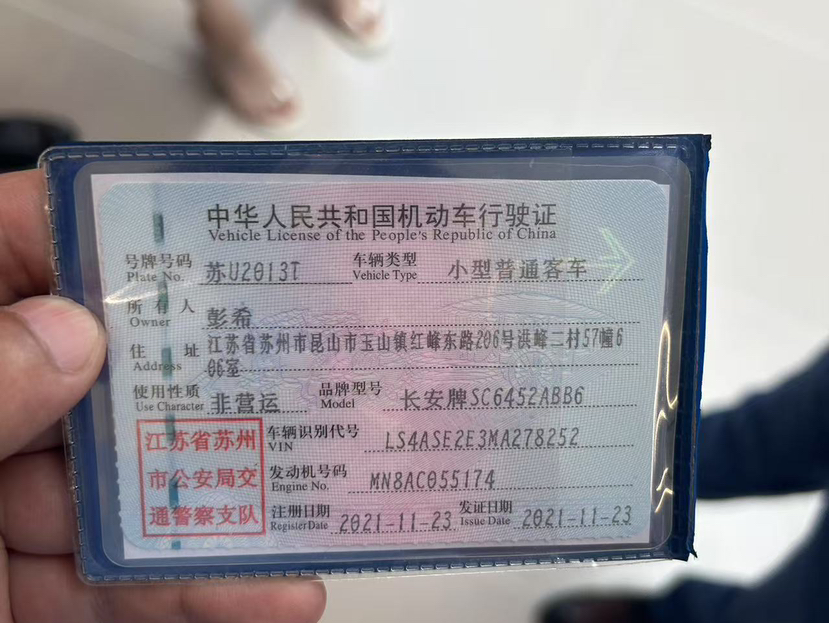 中华人民共和国机动车行驶证
Vehicle License of the People's Republic of China
号牌号码 苏U2013T 车辆类型 小型普通客车
Plate No. Vehicle Type
所有人 彭希
Owner
住址 江苏省苏州市昆山市玉山镇红峰东路206号洪峰二村57幢6
Address 06室
使用性质 非营运 品牌型号 长安牌SC6452ABB6
Use Character Model
江苏省苏州 车辆识别代号 LS4ASE2E3MA278252
VIN
市公安局交 发动机号码 MN8AC055174
Engine No.
通警察支队 注册日期 2021-11-23 发证日期 2021-11-23
Register Date Issue Date